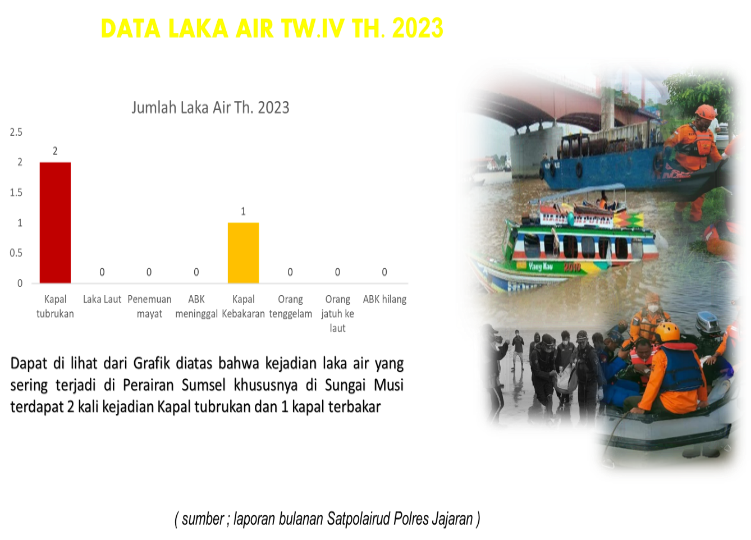 DATA LAKA AIR TW.IV TH. 2023
Jumlah Laka Air Th. 2023
2.5
2
1.5
1
0.5
0
2
0
0
0
1
0
0
0
Kapal tubrukan
Laka Laut
Penemuan mayat
ABK meninggal
Kapal Kebakaran
Orang tenggelam
Orang jatuh ke laut
ABK hilang
Dapat di lihat dari Grafik diatas bahwa kejadian laka air yang
sering terjadi di Perairan Sumsel khususnya di Sungai Musi
terdapat 2 kali kejadian Kapal tubrukan dan 1 kapal terbakar
( sumber ; laporan bulanan Satpolairud Polres Jajaran )